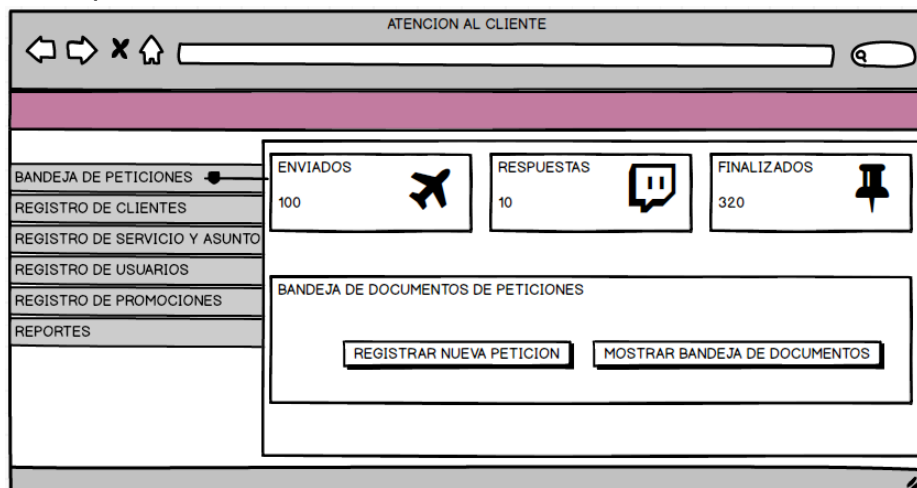 ATENCION AL CLIENTE
BANDEJA DE PETICIONES
REGISTRO DE CLIENTES
REGISTRO DE SERVICIO Y ASUNTO
REGISTRO DE USUARIOS
REGISTRO DE PROMOCIONES
REPORTES
ENVIADOS
100
RESPUESTAS
10
FINALIZADOS
320
BANDEJA DE DOCUMENTOS DE PETICIONES
REGISTRAR NUEVA PETICION
MOSTRAR BANDEJA DE DOCUMENTOS